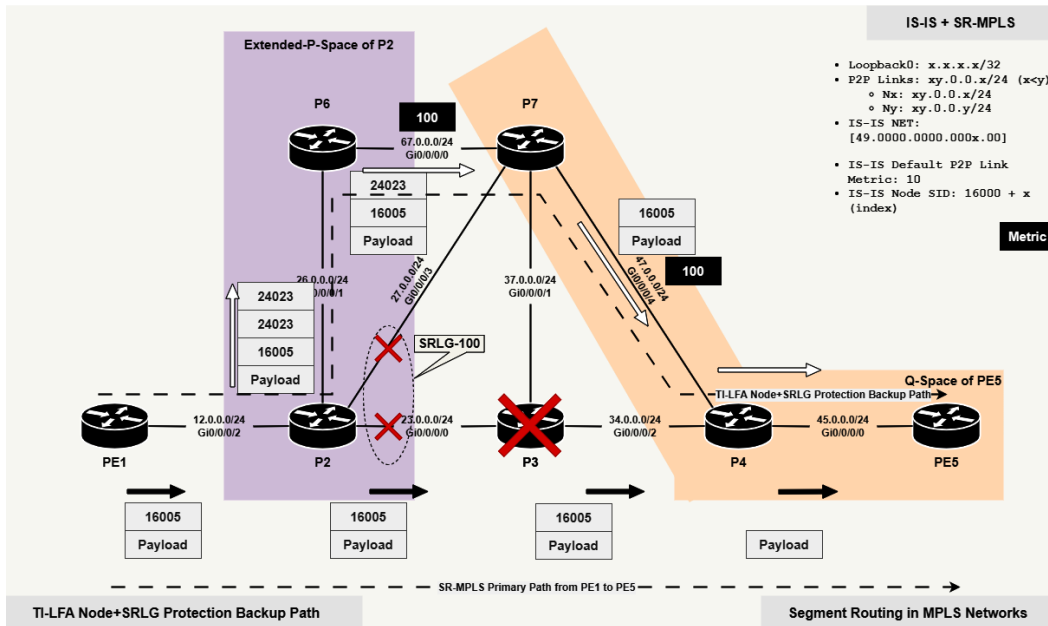 IS-IS + SR-MPLS
Extended-P-Space of P2
• Loopback0: x.x.x.x/32
• P2P Links: xy.0.0.x/24 (x<y)
o Nx: xy.0.0.x/24
o Ny: xy.0.0.y/24
• IS-IS NET:
[49.0000.0000.000x.00]
• IS-IS Default P2P Link
Metric: 10
• IS-IS Node SID: 16000 + x
(index)
Metric
P6
100
P7
67.0.0.0/24
Gi0/0/0/0
24023
16005
Payload
16005
Payload
47.0.0.0/24
Gi0/0/0/4
100
26.0.0.0/24
0/0/0/1
27.0.0.0/24
Gi0/0/0/3
37.0.0.0/24
Gi0/0/0/1
24023
24023
16005
Payload
SRLG-100
Q-Space of PE5
TI-LFA Node+SRLG Protection Backup Path
12.0.0.0/24
Gi0/0/0/2
23.0.0.0/24
Gi0/0/0/0
34.0.0.0/24
Gi0/0/0/2
45.0.0.0/24
Gi0/0/0/0
PE1
P2
P3
P4
PE5
16005
Payload
16005
Payload
16005
Payload
Payload
SR-MPLS Primary Path from PE1 to PE5
TI-LFA Node+SRLG Protection Backup Path
Segment Routing in MPLS Networks